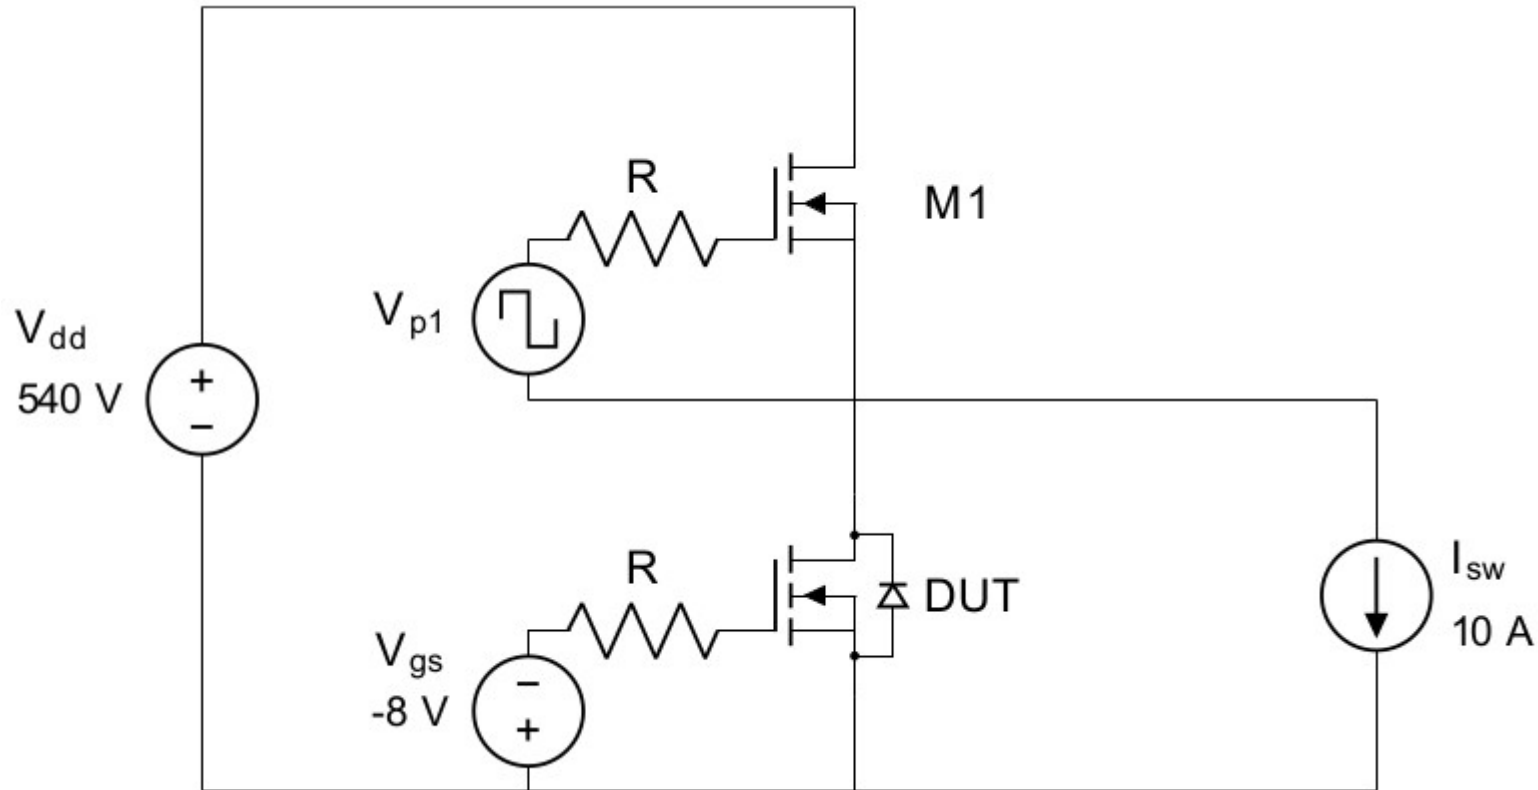 R
M1
V_p1
V_dd
540 V
+
−
R
DUT
V_gs
-8 V
−
+
I_sw
10 A